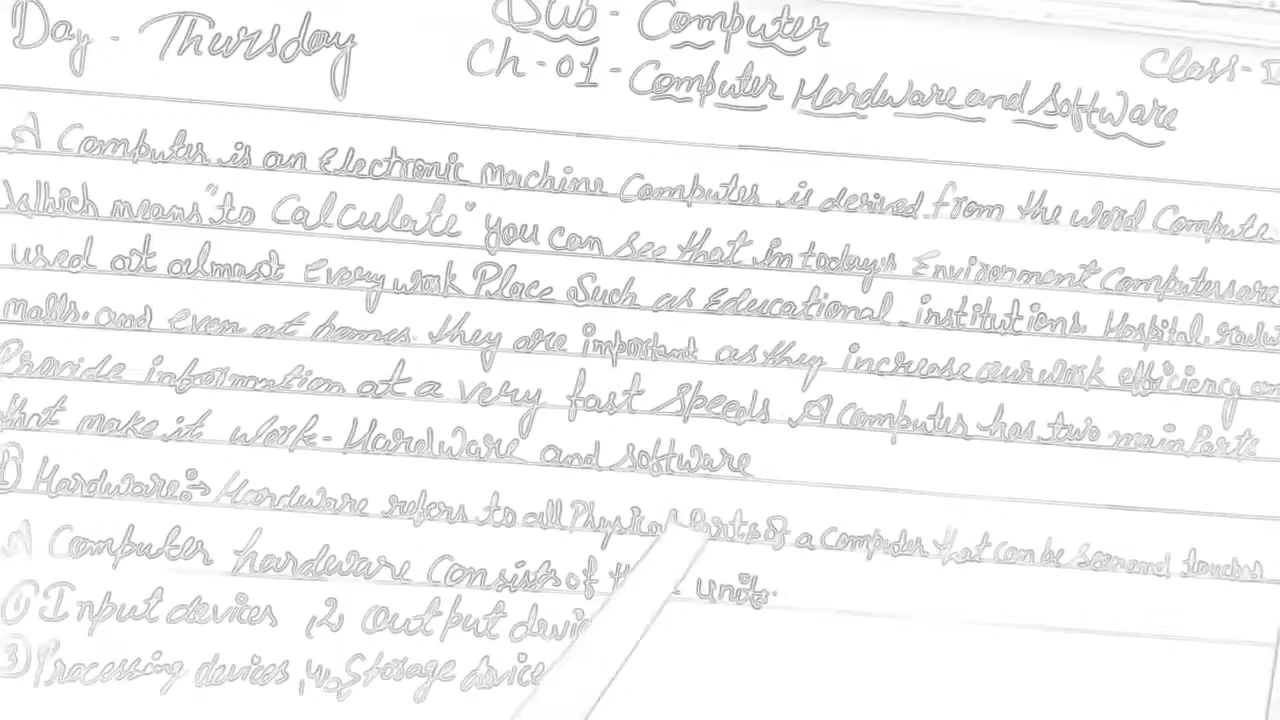 Day - Thursday
Sub - Computer
Class -
Ch - 01 - Computer Hardware and Software
A Computer is an Electronic Machine Computer is derived from the word Compute.
Which means "to Calculate" you can see that in today's Environment Computers are
used at almost Every work Place Such as Educational institutions, Hospital,
malls, and even at homes. they are important as they increase our work efficiency
Provide information at a very fast Speeds A Computer has two main Parts
that make it work - Hardware and software
1) Hardware:→ Hardware refers to all Physical Parts of a Computer that can be seen and touched
A Computer hardware Consists of units.
① Input devices , 2 output
③ Processing devices , 4 Storage device